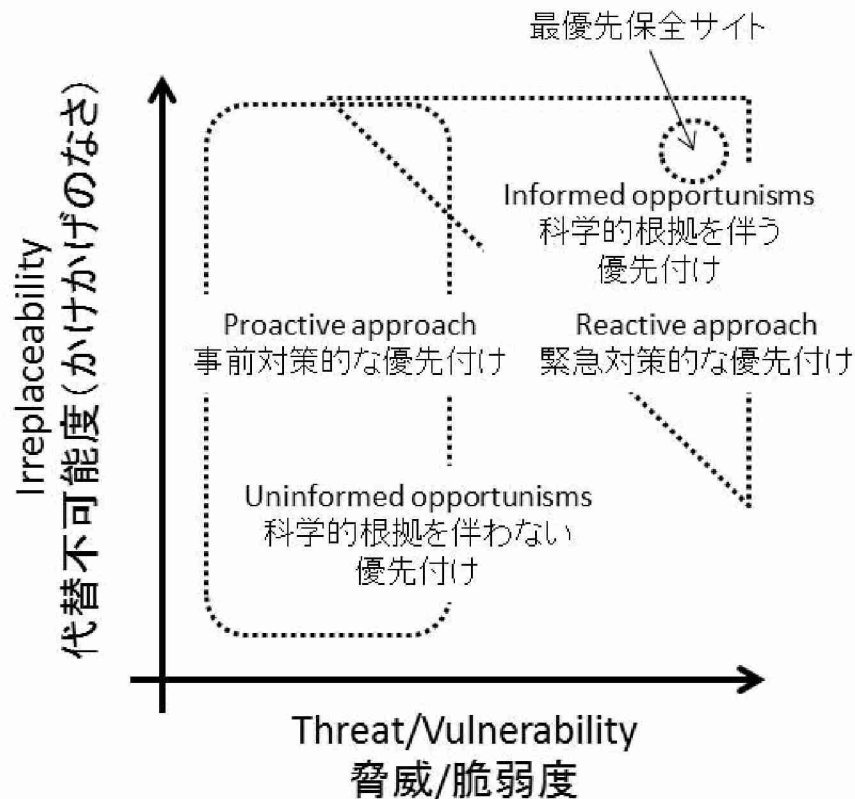 最優先保全サイト
Informed opportunisms
科学的根拠を伴う
優先付け
Proactive approach
事前対策的な優先付け
Reactive approach
緊急対策的な優先付け
Uninformed opportunisms
科学的根拠を伴わない
優先付け
Irreplaceability
代替不可能度(かけかげのなさ)
Threat/Vulnerability
脅威/脆弱度